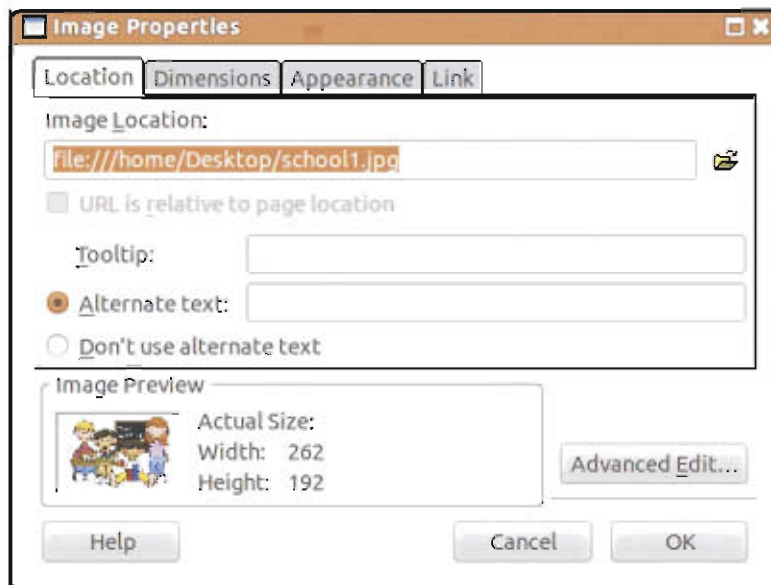 Image Properties
Location Dimensions Appearance Link
Image Location:
file:///home/Desktop/school1.jpg
URL is relative to page location
Tooltip:
Alternate text:
Don't use alternate text
Image Preview
Actual Size:
Width: 262
Height: 192
Advanced Edit...
Help Cancel OK